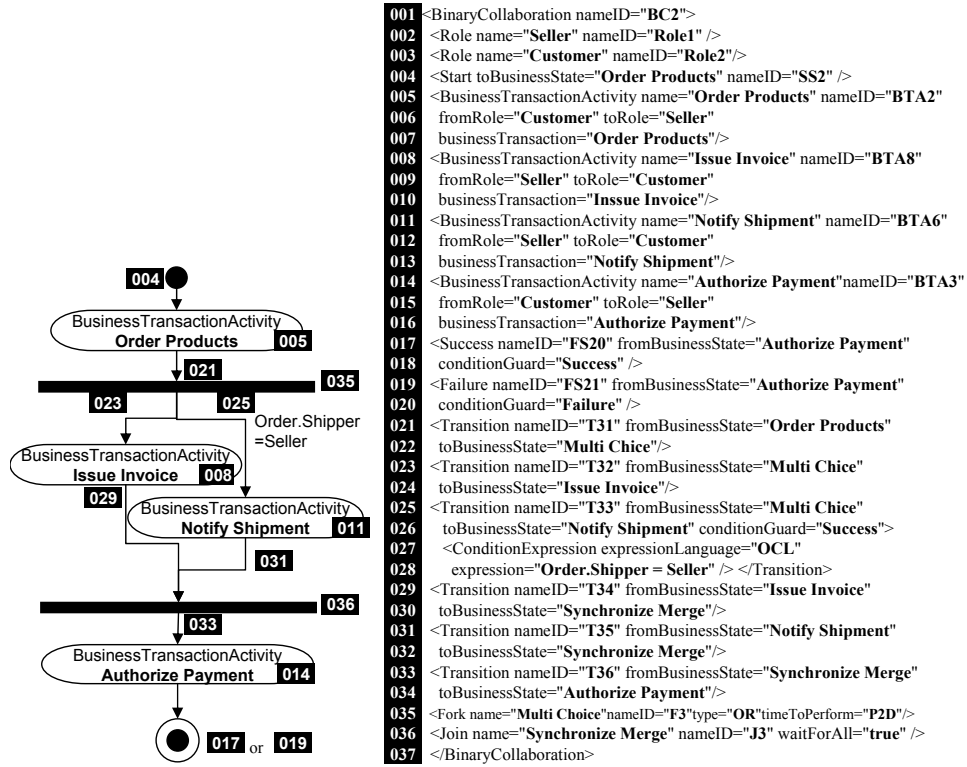 004
BusinessTransactionActivity
Order Products 005
021
035
023 025
Order.Shipper
=Seller
BusinessTransactionActivity
Issue Invoice 008
029
BusinessTransactionActivity
Notify Shipment 011
031
036
033
BusinessTransactionActivity
Authorize Payment 014
017 or 019
001 <BinaryCollaboration nameID="BC2">
002 <Role name="Seller" nameID="Role1" />
003 <Role name="Customer" nameID="Role2"/>
004 <Start toBusinessState="Order Products" nameID="SS2" />
005 <BusinessTransactionActivity name="Order Products" nameID="BTA2"
006 fromRole="Customer" toRole="Seller"
007 businessTransaction="Order Products"/>
008 <BusinessTransactionActivity name="Issue Invoice" nameID="BTA8"
009 fromRole="Seller" toRole="Customer"
010 businessTransaction="Inssue Invoice"/>
011 <BusinessTransactionActivity name="Notify Shipment" nameID="BTA6"
012 fromRole="Seller" toRole="Customer"
013 businessTransaction="Notify Shipment"/>
014 <BusinessTransactionActivity name="Authorize Payment"nameID="BTA3"
015 fromRole="Customer" toRole="Seller"
016 businessTransaction="Authorize Payment"/>
017 <Success nameID="FS20" fromBusinessState="Authorize Payment"
018 conditionGuard="Success" />
019 <Failure nameID="FS21" fromBusinessState="Authorize Payment"
020 conditionGuard="Failure" />
021 <Transition nameID="T31" fromBusinessState="Order Products"
022 toBusinessState="Multi Chice"/>
023 <Transition nameID="T32" fromBusinessState="Multi Chice"
024 toBusinessState="Issue Invoice"/>
025 <Transition nameID="T33" fromBusinessState="Multi Chice"
026 toBusinessState="Notify Shipment" conditionGuard="Success">
027 <ConditionExpression expressionLanguage="OCL"
028 expression="Order.Shipper = Seller" /> </Transition>
029 <Transition nameID="T34" fromBusinessState="Issue Invoice"
030 toBusinessState="Synchronize Merge"/>
031 <Transition nameID="T35" fromBusinessState="Notify Shipment"
032 toBusinessState="Synchronize Merge"/>
033 <Transition nameID="T36" fromBusinessState="Synchronize Merge"
034 toBusinessState="Authorize Payment"/>
035 <Fork name="Multi Choice"nameID="F3"type="OR"timeToPerform="P2D"/>
036 <Join name="Synchronize Merge" nameID="J3" waitForAll="true" />
037 </BinaryCollaboration>